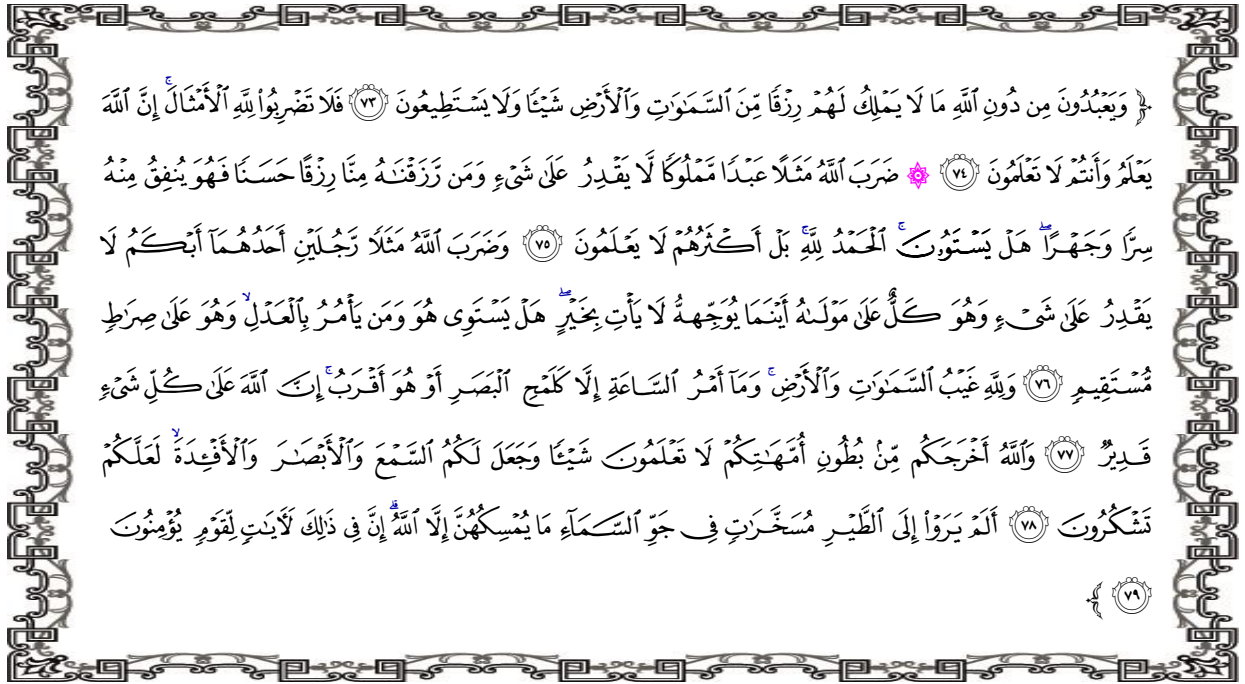 ﴿ وَيَعْبُدُونَ مِن دُونِ ٱللَّهِ مَا لَا يَمْلِكُ لَهُمْ رِزْقًا مِّنَ ٱلسَّمَٰوَٰتِ وَٱلْأَرْضِ شَيْـًٔا وَلَا يَسْتَطِيعُونَ ٧٣ فَلَا تَضْرِبُوا۟ لِلَّهِ ٱلْأَمْثَالَ ۚ إِنَّ ٱللَّهَ
يَعْلَمُ وَأَنتُمْ لَا تَعْلَمُونَ ٧٤ ۞ ضَرَبَ ٱللَّهُ مَثَلًا عَبْدًا مَّمْلُوكًا لَّا يَقْدِرُ عَلَىٰ شَىْءٍ وَمَن رَّزَقْنَٰهُ مِنَّا رِزْقًا حَسَنًا فَهُوَ يُنفِقُ مِنْهُ
سِرًّا وَجَهْرًا ۖ هَلْ يَسْتَوُۥنَ ۚ ٱلْحَمْدُ لِلَّهِ ۚ بَلْ أَكْثَرُهُمْ لَا يَعْلَمُونَ ٧٥ وَضَرَبَ ٱللَّهُ مَثَلًا رَّجُلَيْنِ أَحَدُهُمَآ أَبْكَمُ لَا
يَقْدِرُ عَلَىٰ شَىْءٍ وَهُوَ كَلٌّ عَلَىٰ مَوْلَىٰهُ أَيْنَمَا يُوَجِّههُّ لَا يَأْتِ بِخَيْرٍ ۖ هَلْ يَسْتَوِى هُوَ وَمَن يَأْمُرُ بِٱلْعَدْلِ ۙ وَهُوَ عَلَىٰ صِرَٰطٍ
مُّسْتَقِيمٍ ٧٦ وَلِلَّهِ غَيْبُ ٱلسَّمَٰوَٰتِ وَٱلْأَرْضِ ۚ وَمَآ أَمْرُ ٱلسَّاعَةِ إِلَّا كَلَمْحِ ٱلْبَصَرِ أَوْ هُوَ أَقْرَبُ ۚ إِنَّ ٱللَّهَ عَلَىٰ كُلِّ شَىْءٍ
قَدِيرٌ ٧٧ وَٱللَّهُ أَخْرَجَكُم مِّنۢ بُطُونِ أُمَّهَٰتِكُمْ لَا تَعْلَمُونَ شَيْـًٔا وَجَعَلَ لَكُمُ ٱلسَّمْعَ وَٱلْأَبْصَٰرَ وَٱلْأَفْـِٔدَةَ ۙ لَعَلَّكُمْ
تَشْكُرُونَ ٧٨ أَلَمْ يَرَوْا۟ إِلَى ٱلطَّيْرِ مُسَخَّرَٰتٍ فِى جَوِّ ٱلسَّمَآءِ مَا يُمْسِكُهُنَّ إِلَّا ٱللَّهُ ۗ إِنَّ فِى ذَٰلِكَ لَءَايَٰتٍ لِّقَوْمٍ يُؤْمِنُونَ
٧٩ ﴾